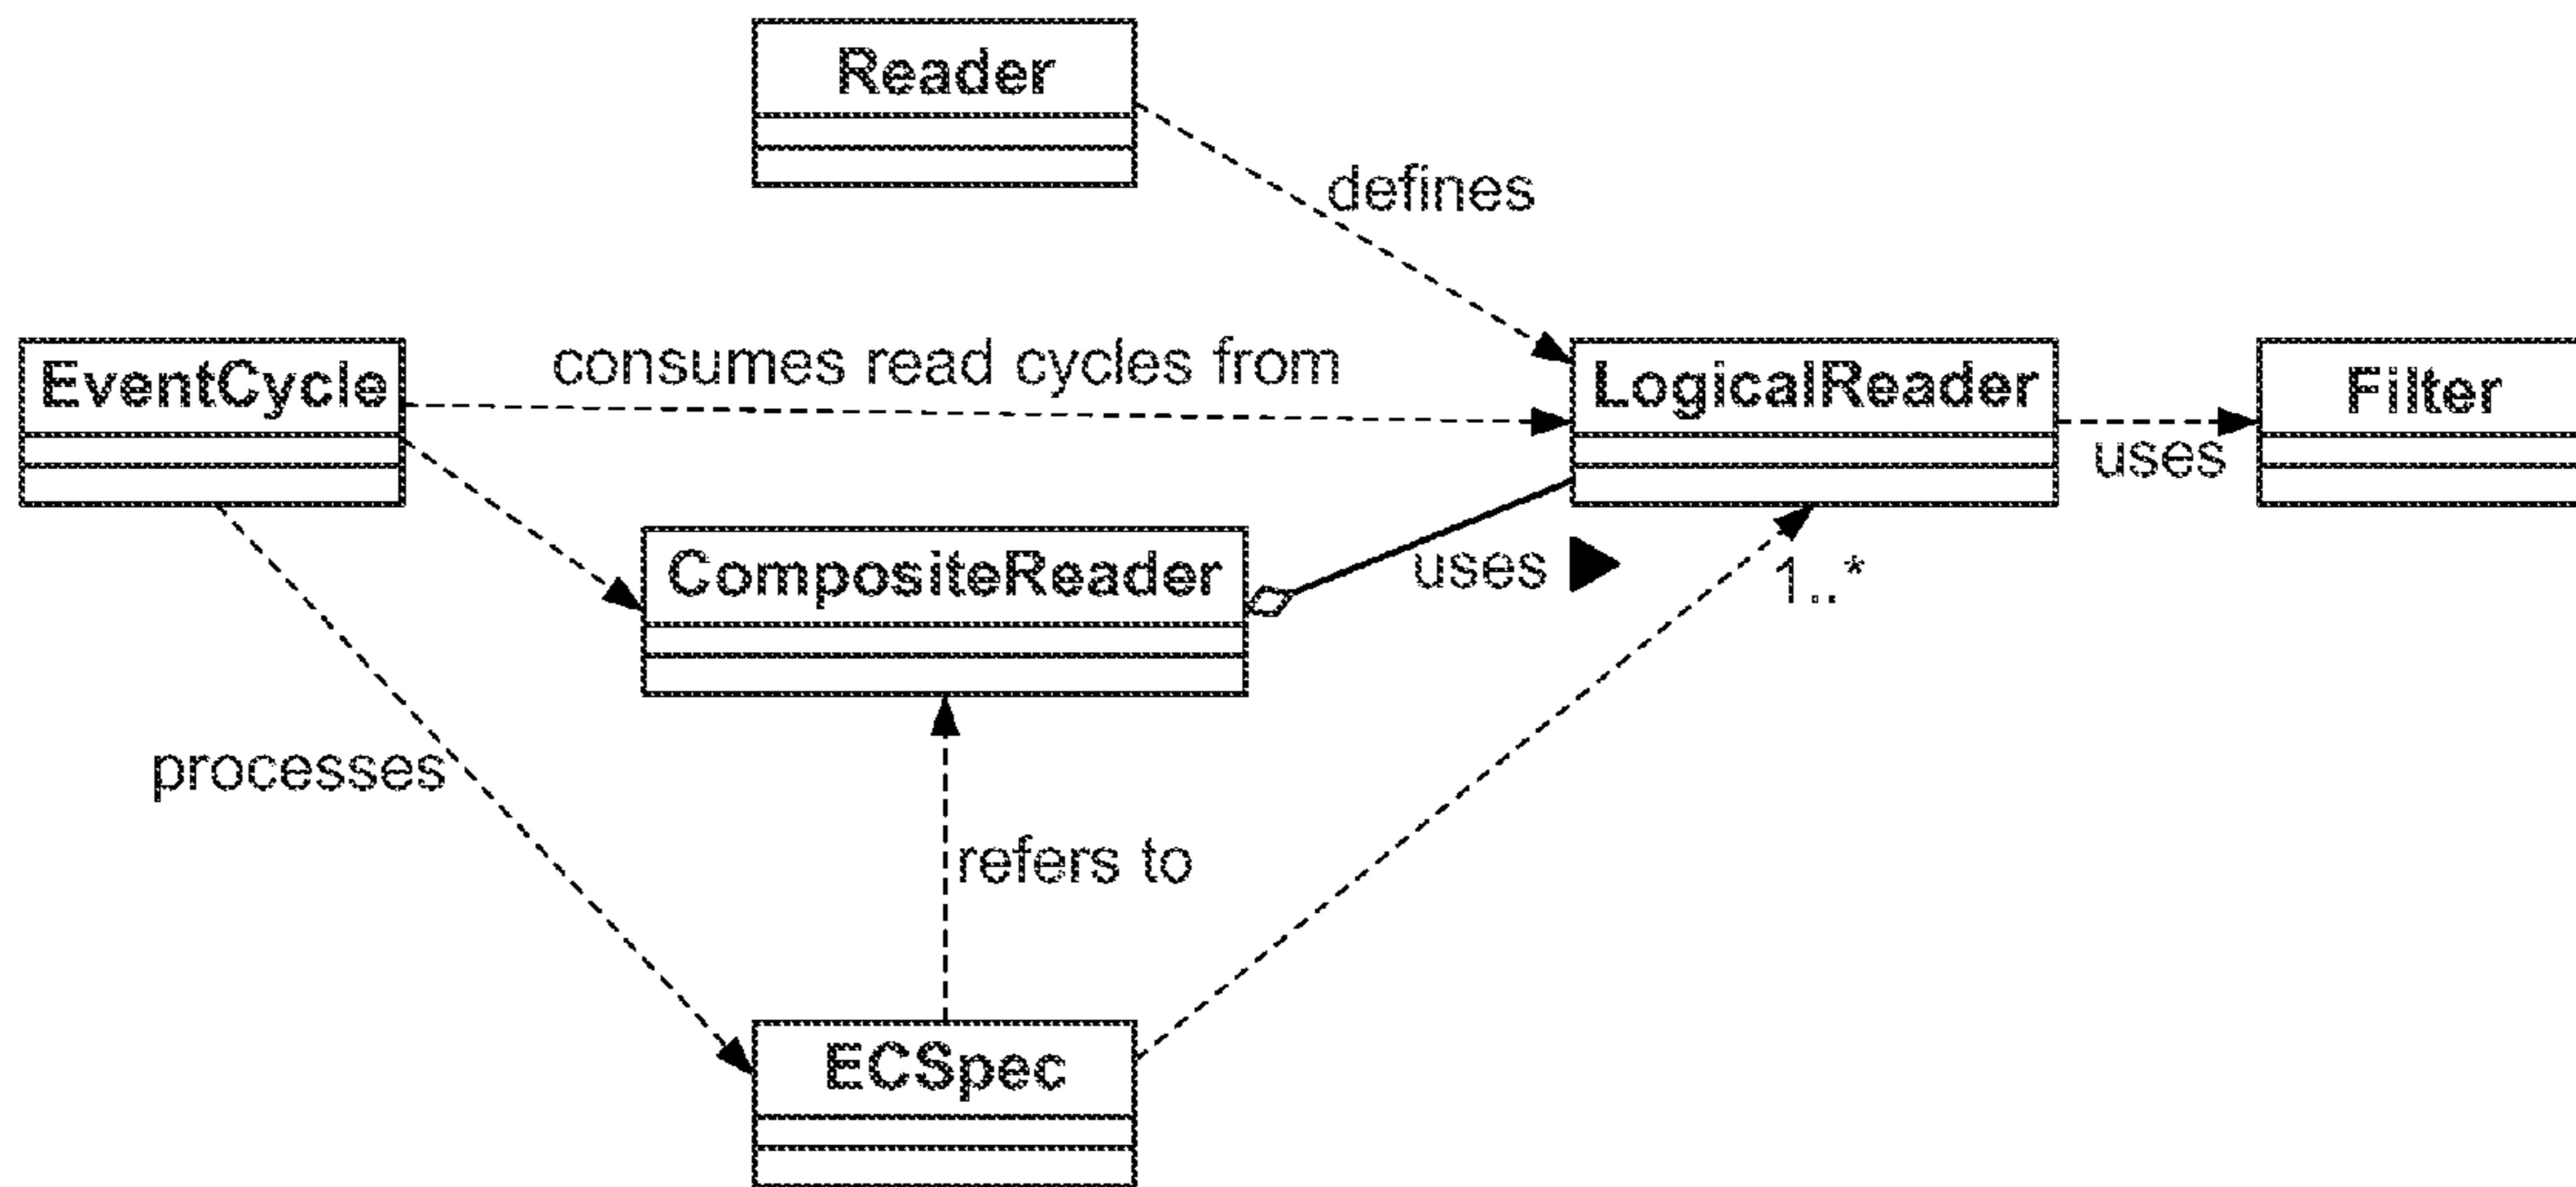 Reader
defines
consumes read cycles from
EventCycle
LogicalReader
Filter
uses
CompositeReader
uses
1..*
processes
refers to
ECSpec